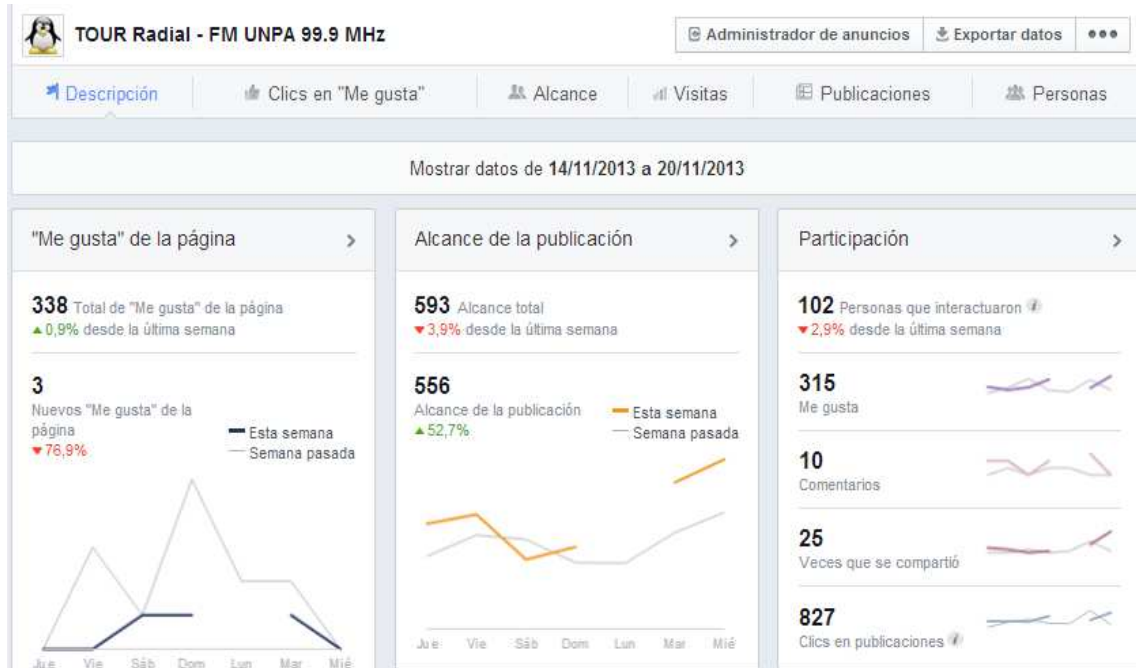 TOUR Radial - FM UNPA 99.9 MHz
Administrador de anuncios
Exportar datos
Descripción
Clics en "Me gusta"
Alcance
Visitas
Publicaciones
Personas
Mostrar datos de 14/11/2013 a 20/11/2013
"Me gusta" de la página
338 Total de "Me gusta" de la página
0,9% desde la última semana
3
Nuevos "Me gusta" de la
página
76,9%
Esta semana
Semana pasada
Jue Vie Sáb Dom Lun Mar Mié
Alcance de la publicación
593 Alcance total
3,9% desde la última semana
556
Alcance de la publicación
52,7%
Esta semana
Semana pasada
Jue Vie Sáb Dom Lun Mar Mié
Participación
102 Personas que interactuaron
2,9% desde la última semana
315
Me gusta
10
Comentarios
25
Veces que se compartió
827
Clics en publicaciones